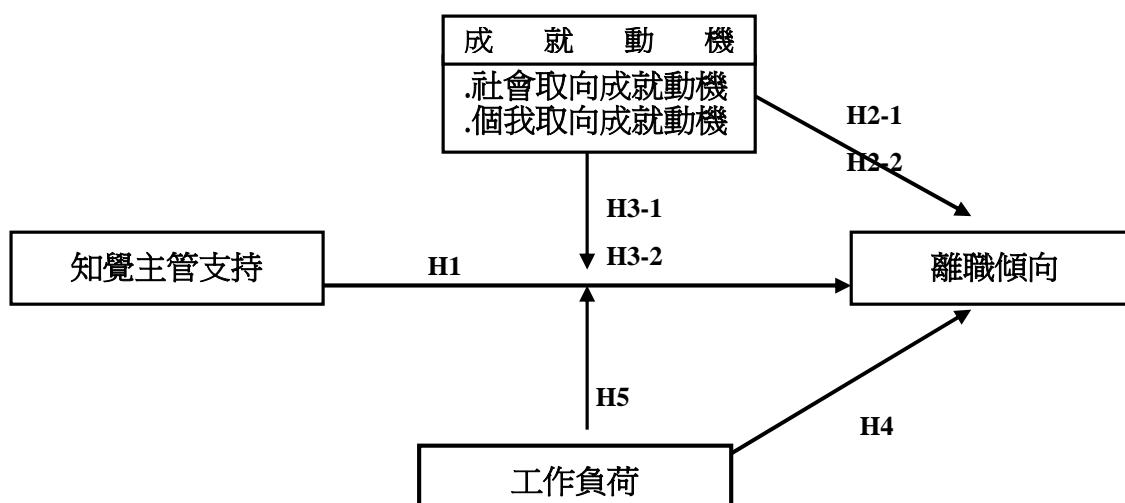 成就動機
.社會取向成就動機
.個我取向成就動機
H2-1
H2-2
H3-1
H3-2
知覺主管支持
H1
離職傾向
H5
H4
工作負荷